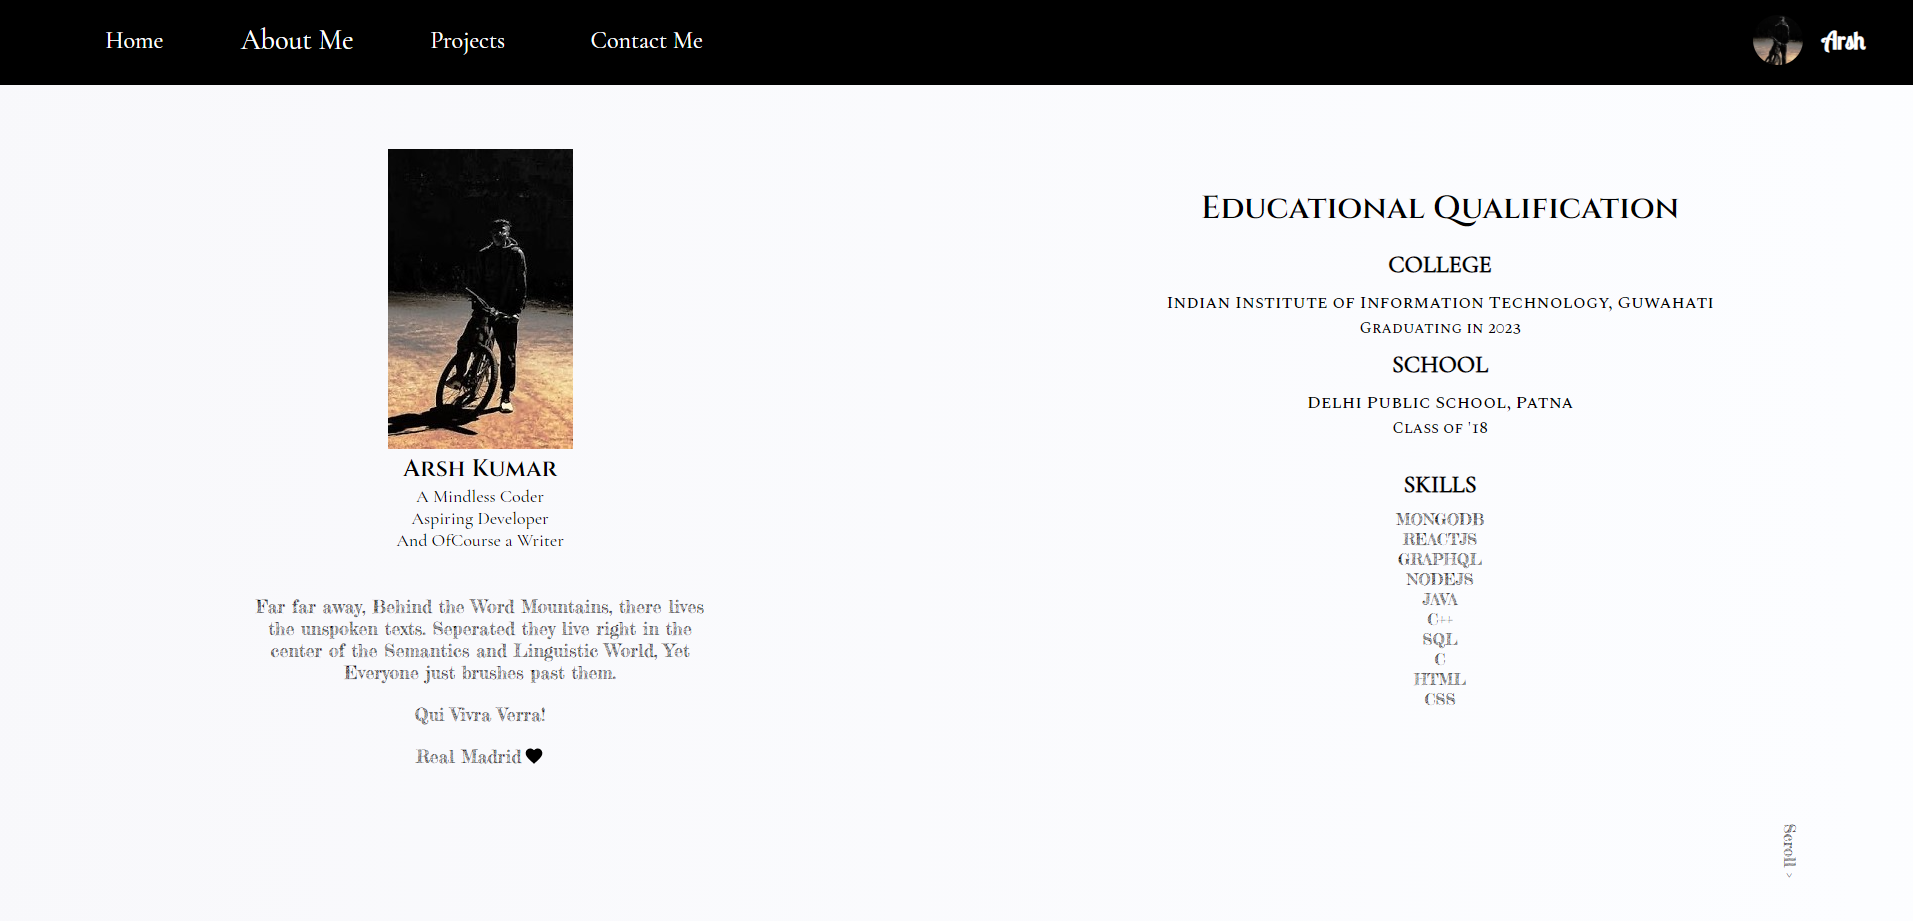 Home About Me Projects Contact Me Arsh
Arsh Kumar
A Mindless Coder
Aspiring Developer
And OfCourse a Writer
Far far away, Behind the Word Mountains, there lives
the unspoken texts. Seperated they live right in the
center of the Semantics and Linguistic World, Yet
Everyone just brushes past them.
Qui Vivra Verra!
Real Madrid
Educational Qualification
COLLEGE
Indian Institute of Information Technology, Guwahati
Graduating in 2023
SCHOOL
Delhi Public School, Patna
Class of '18
SKILLS
MONGODB
REACTJS
GRAPHQL
NODEJS
JAVA
C++
SQL
C
HTML
CSS
Scroll >